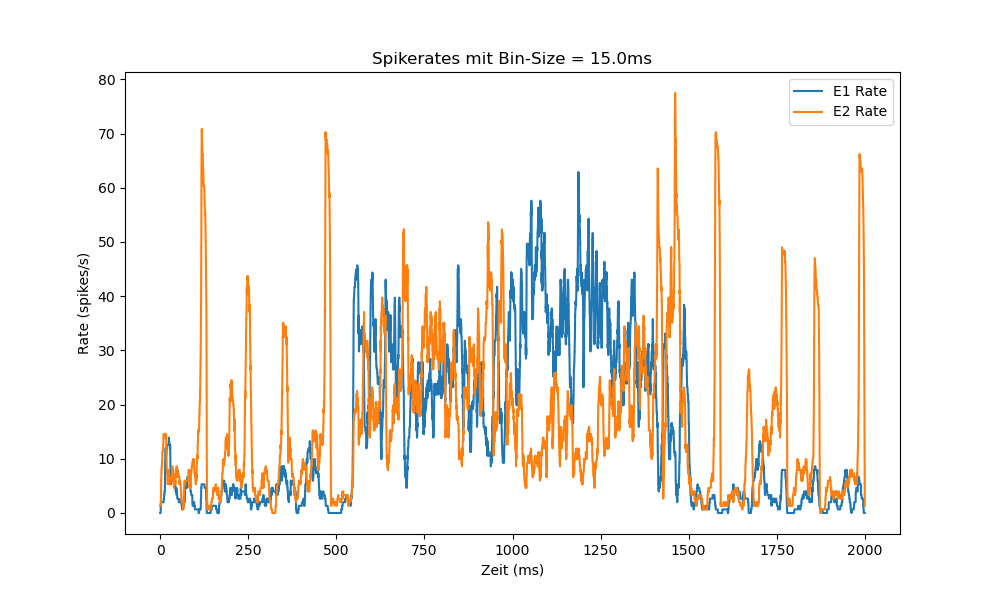 Spikerates mit Bin-Size = 15.0ms
E1 Rate
E2 Rate
80
70
60
50
40
30
20
10
0
Rate (spikes/s)
0 250 500 750 1000 1250 1500 1750 2000
Zeit (ms)